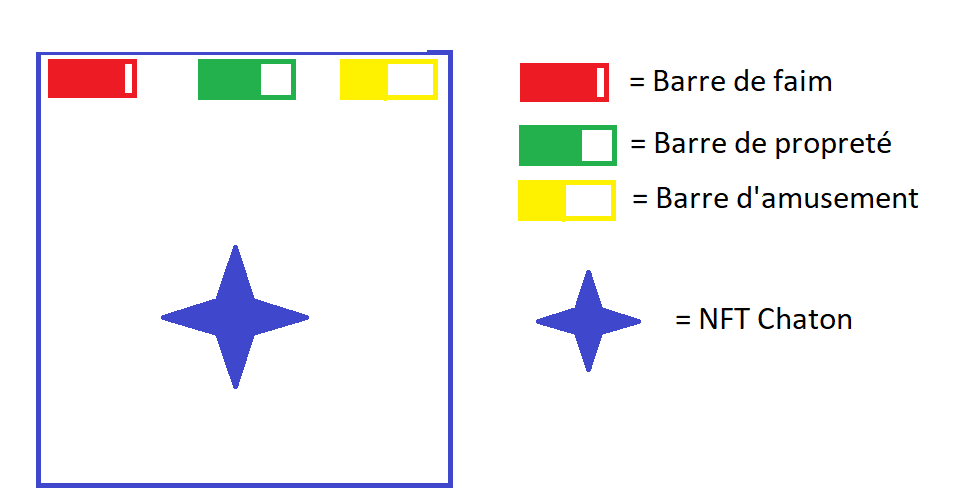 = Barre de faim
= Barre de propreté
= Barre d'amusement
= NFT Chaton